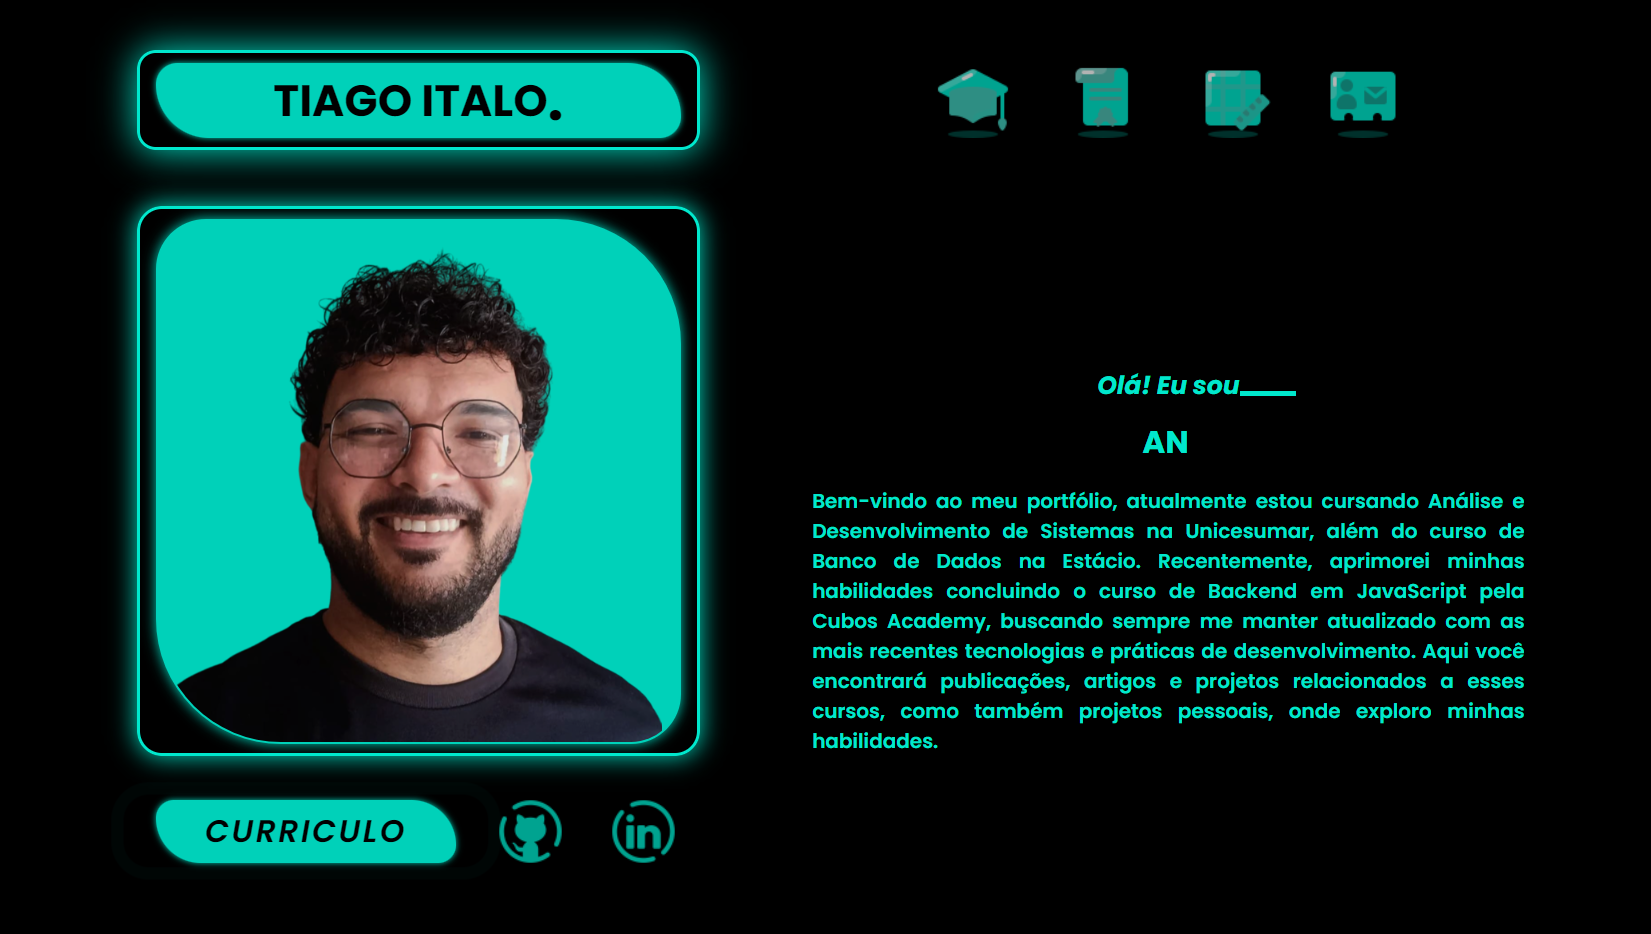 TIAGO ITALO.
CURRICULO
in
Olá! Eu sou
AN
Bem-vindo ao meu portfólio, atualmente estou cursando Análise e
Desenvolvimento de Sistemas na Unicesumar, além do curso de
Banco de Dados na Estácio. Recentemente, aprimorei minhas
habilidades concluindo o curso de Backend em JavaScript pela
Cubos Academy, buscando sempre me manter atualizado com as
mais recentes tecnologias e práticas de desenvolvimento. Aqui você
encontrará publicações, artigos e projetos relacionados a esses
cursos, como também projetos pessoais, onde exploro minhas
habilidades.